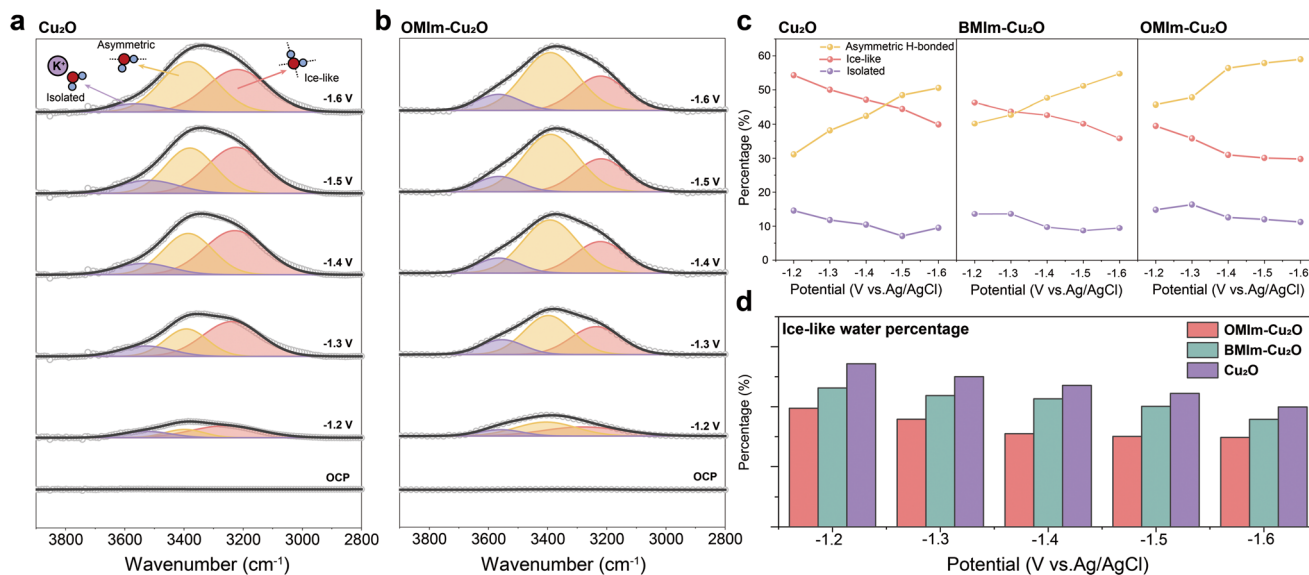 a
Cu₂O
Asymmetric
K⁺
Isolated
Ice-like
-1.6 V
-1.5 V
-1.4 V
-1.3 V
-1.2 V
OCP
3800 3600 3400 3200 3000
Wavenumber (cm⁻¹)
b
OMIm-Cu₂O
-1.6 V
-1.5 V
-1.4 V
-1.3 V
-1.2 V
OCP
3800 3600 3400 3200 3000
Wavenumber (cm⁻¹)
c
Cu₂O BMIm-Cu₂O OMIm-Cu₂O
Asymmetric H-bonded
Ice-like
Isolated
Percentage (%)
60
50
40
30
20
10
0
-1.2 -1.3 -1.4 -1.5 -1.6 -1.2 -1.3 -1.4 -1.5 -1.6 -1.2 -1.3 -1.4 -1.5 -1.6
Potential (V vs.Ag/AgCl) Potential (V vs.Ag/AgCl) Potential (V vs.Ag/AgCl)
d
Ice-like water percentage
OMIm-Cu₂O
BMIm-Cu₂O
Cu₂O
Percentage (%)
-1.2 -1.3 -1.4 -1.5 -1.6
Potential (V vs.Ag/AgCl)